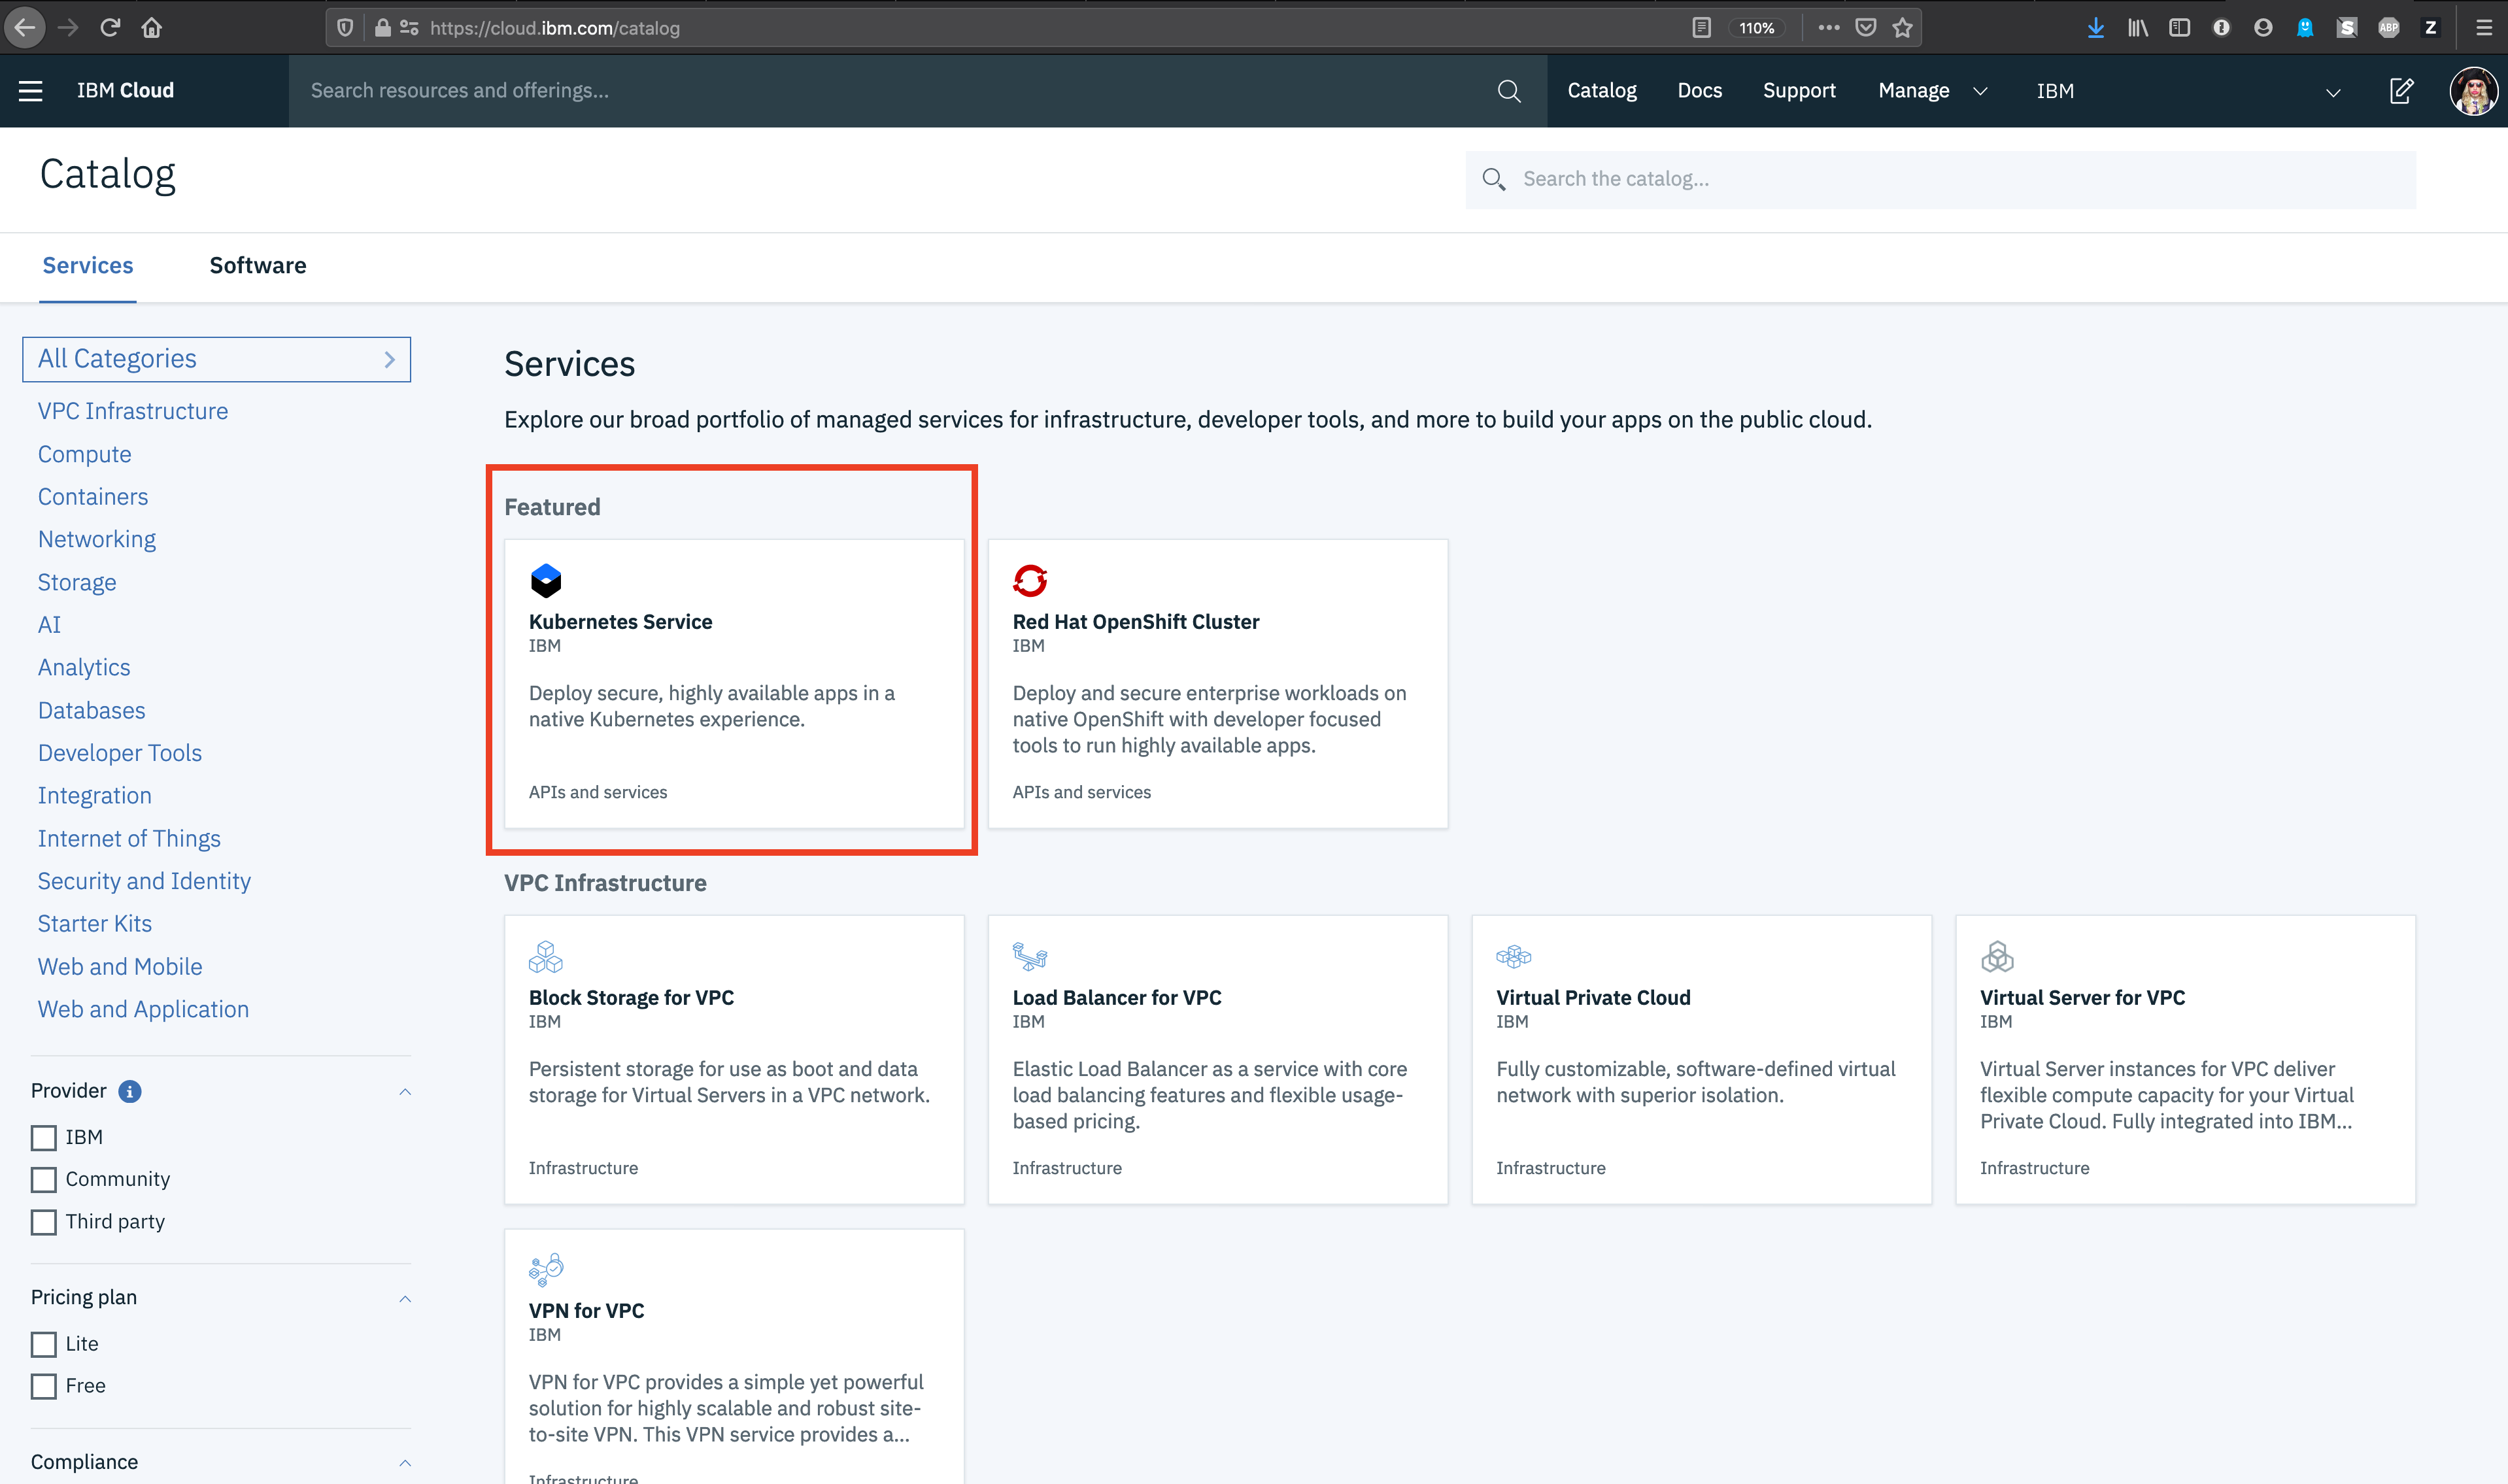 https://cloud.ibm.com/catalog
110%
ABP
Z
IBM Cloud
Search resources and offerings...
Catalog
Docs
Support
Manage
IBM
Catalog
Search the catalog...
Services
Software
All Categories
VPC Infrastructure
Compute
Containers
Networking
Storage
AI
Analytics
Databases
Developer Tools
Integration
Internet of Things
Security and Identity
Starter Kits
Web and Mobile
Web and Application
Provider
IBM
Community
Third party
Pricing plan
Lite
Free
Compliance
Services
Explore our broad portfolio of managed services for infrastructure, developer tools, and more to build your apps on the public cloud.
Featured
Kubernetes Service
IBM
Deploy secure, highly available apps in a
native Kubernetes experience.
APIs and services
Red Hat OpenShift Cluster
IBM
Deploy and secure enterprise workloads on
native OpenShift with developer focused
tools to run highly available apps.
APIs and services
VPC Infrastructure
Block Storage for VPC
IBM
Persistent storage for use as boot and data
storage for Virtual Servers in a VPC network.
Infrastructure
Load Balancer for VPC
IBM
Elastic Load Balancer as a service with core
load balancing features and flexible usage-
based pricing.
Infrastructure
Virtual Private Cloud
IBM
Fully customizable, software-defined virtual
network with superior isolation.
Infrastructure
Virtual Server for VPC
IBM
Virtual Server instances for VPC deliver
flexible compute capacity for your Virtual
Private Cloud. Fully integrated into IBM...
Infrastructure
VPN for VPC
IBM
VPN for VPC provides a simple yet powerful
solution for highly scalable and robust site-
to-site VPN. This VPN service provides a...
Infrastructure